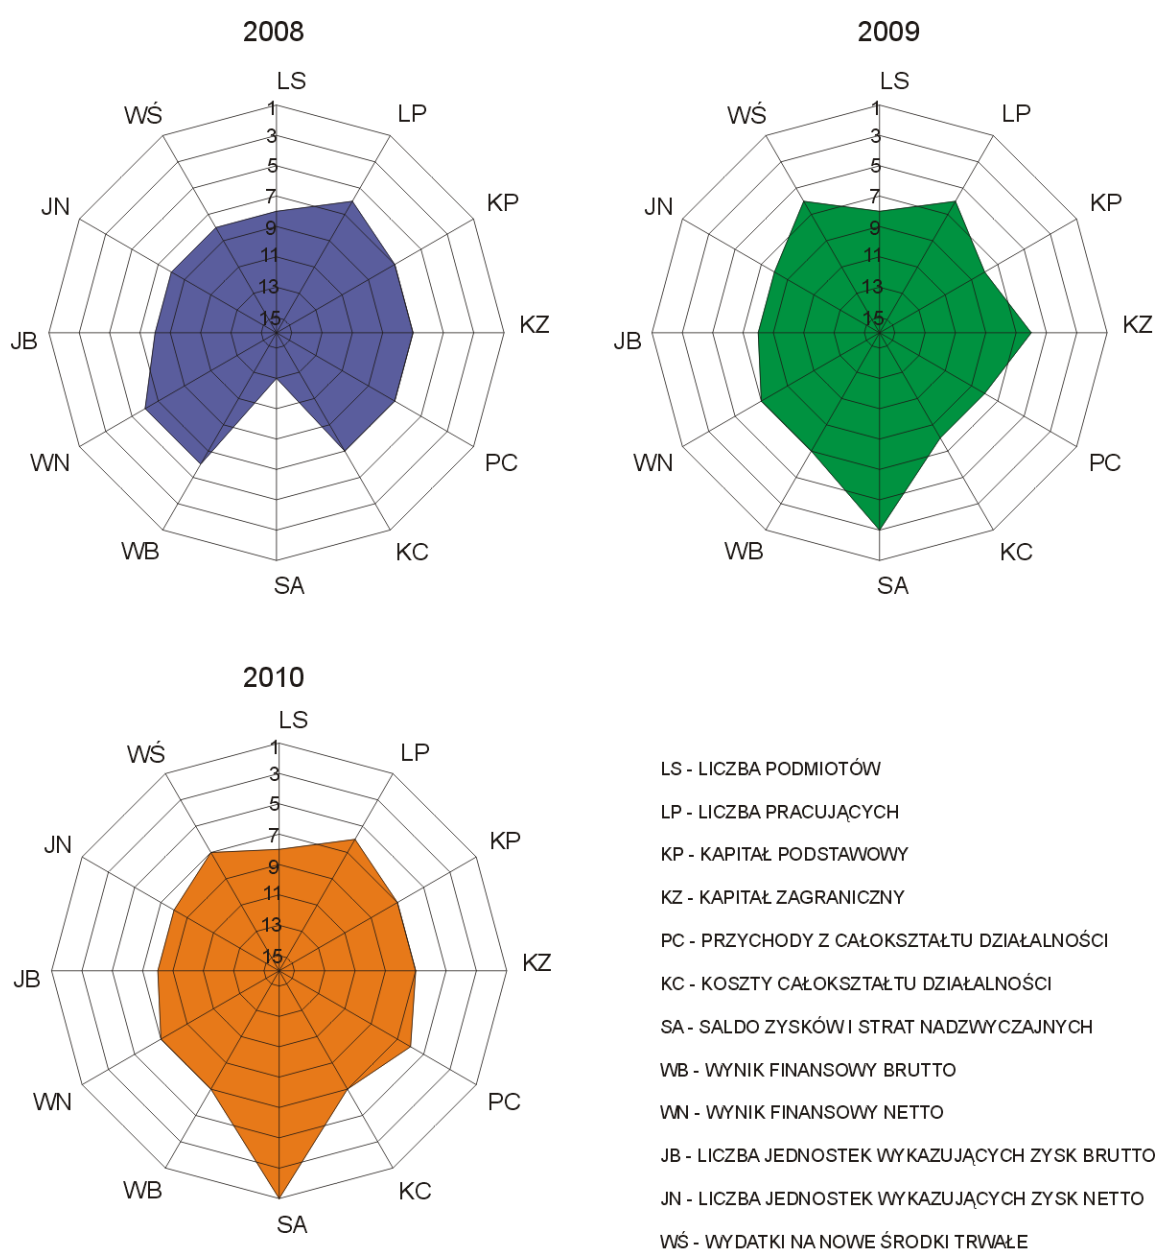 2008
LS
LP
KP
KZ
PC
KC
SA
WB
WN
JB
JN
WŚ
1
3
5
7
9
11
13
15
2009
LS
LP
KP
KZ
PC
KC
SA
WB
WN
JB
JN
WŚ
1
3
5
7
9
11
13
15
2010
LS
LP
KP
KZ
PC
KC
SA
WB
WN
JB
JN
WŚ
1
3
5
7
9
11
13
15
LS - LICZBA PODMIOTÓW
LP - LICZBA PRACUJĄCYCH
KP - KAPITAŁ PODSTAWOWY
KZ - KAPITAŁ ZAGRANICZNY
PC - PRZYCHODY Z CAŁOKSZTAŁTU DZIAŁALNOŚCI
KC - KOSZTY CAŁOKSZTAŁTU DZIAŁALNOŚCI
SA - SALDO ZYSKÓW I STRAT NADZWYCZAJNYCH
WB - WYNIK FINANSOWY BRUTTO
WN - WYNIK FINANSOWY NETTO
JB - LICZBA JEDNOSTEK WYKAZUJĄCYCH ZYSK BRUTTO
JN - LICZBA JEDNOSTEK WYKAZUJĄCYCH ZYSK NETTO
WŚ - WYDATKI NA NOWE ŚRODKI TRWAŁE